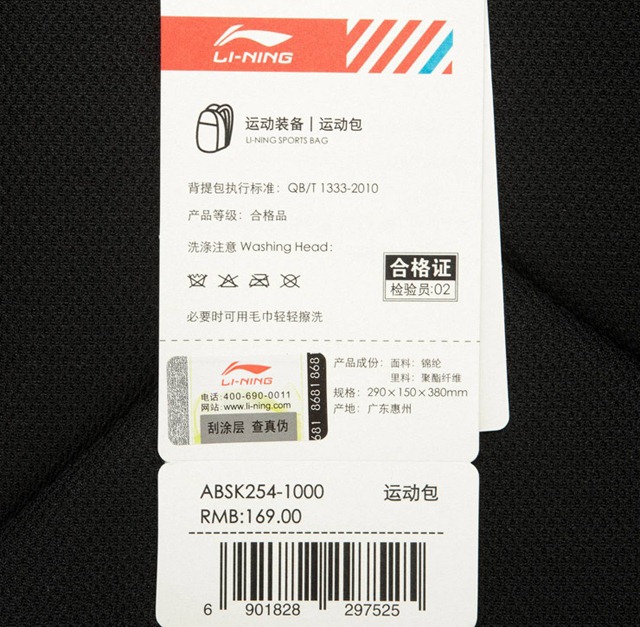 LI-NING
运动装备 | 运动包
LI-NING SPORTS BAG
背提包执行标准：QB/T 1333-2010
产品等级：合格品
洗涤注意 Washing Head:
合格证
检验员:02
必要时可用毛巾轻轻擦洗
LI-NING
电话:400-690-0011
网站:www.li-ning.com
刮涂层 查真伪
681 8681 868
产品成份：面料：锦纶
里料：聚酯纤维
规格：290×150×380mm
产地：广东惠州
ABSK254-1000 运动包
RMB:169.00
6 901828 297525